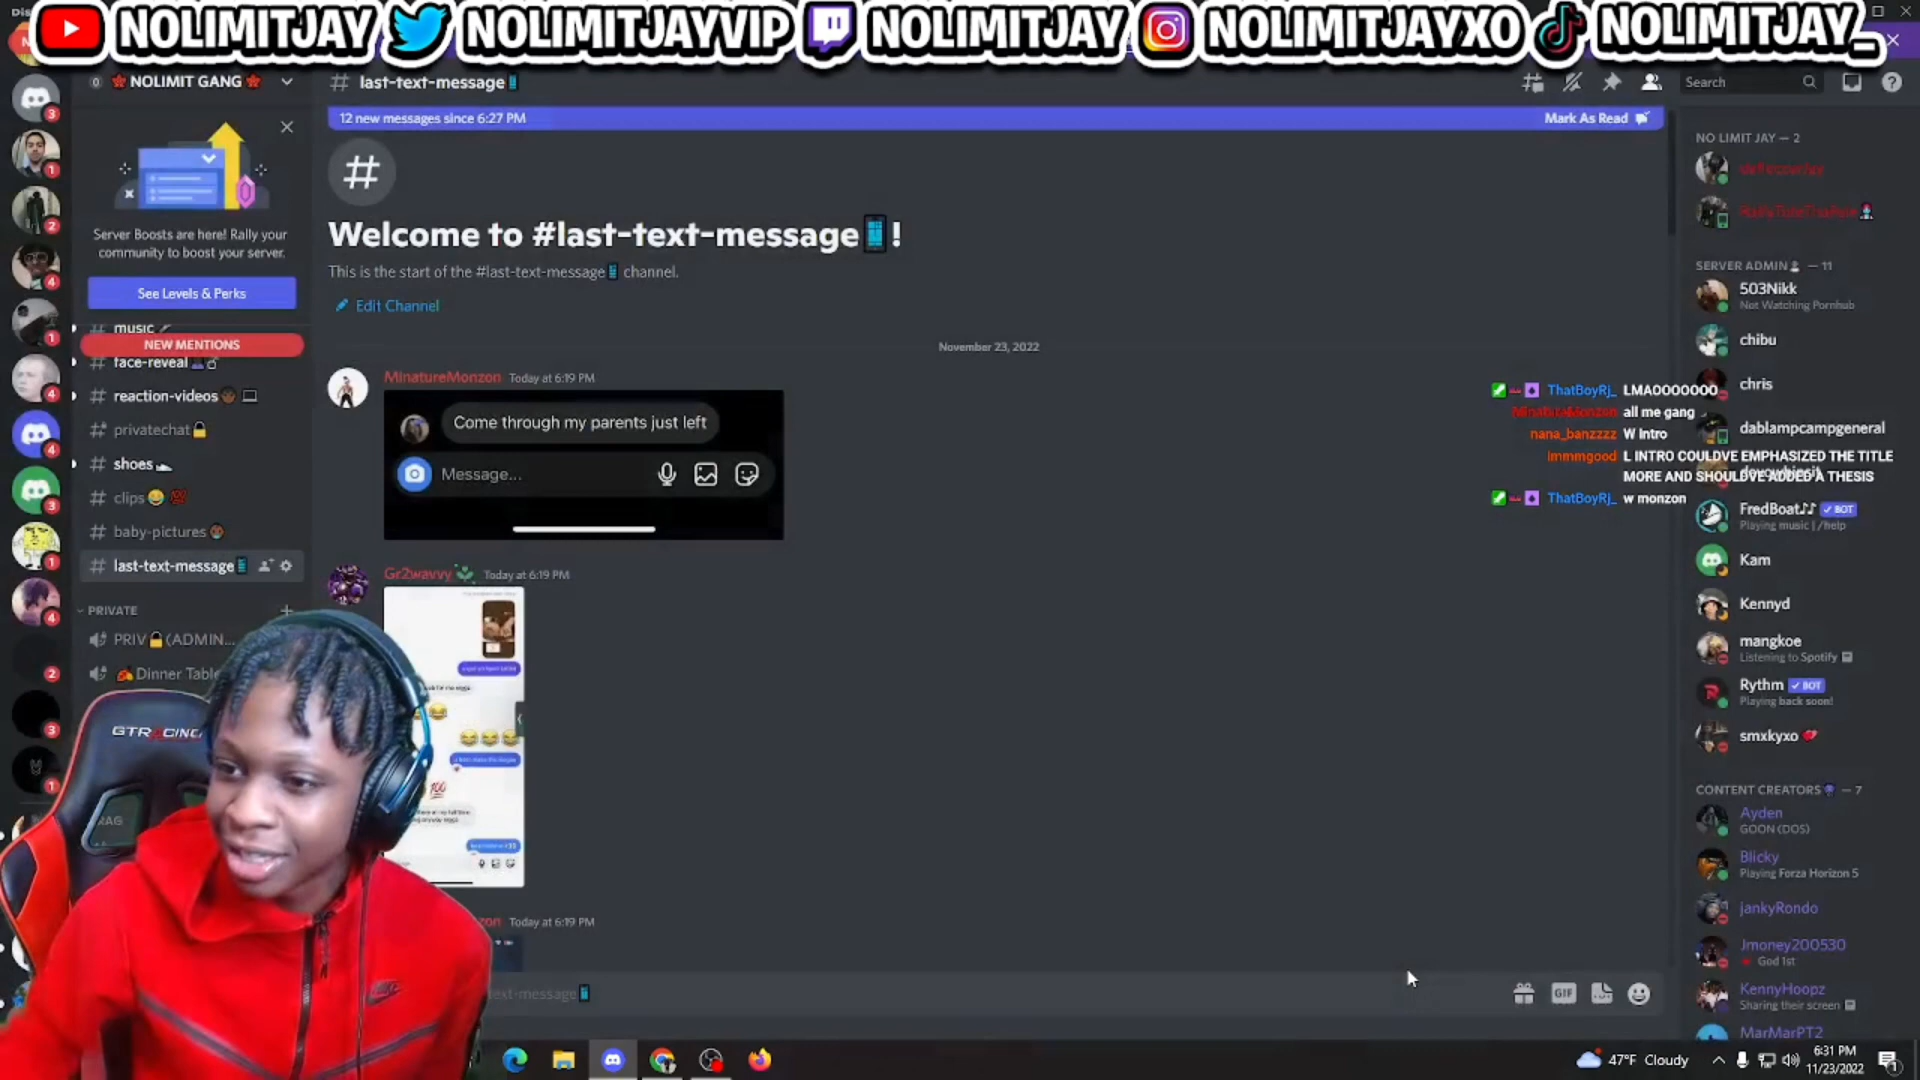 NOLIMITJAY NOLIMITJAYVIP NOLIMITJAY NOLIMITJAYXO NOLIMITJAY_
NOLIMIT GANG
last-text-message
Search
12 new messages since 6:27 PM
Mark As Read
Server Boosts are here! Rally your
community to boost your server.
See Levels & Perks
music
NEW MENTIONS
face-reveal
reaction-videos
privatechat
shoes
clips
baby-pictures
last-text-message
PRIVATE
PRIV (ADMIN...
Dinner Table
Welcome to #last-text-message !
This is the start of the #last-text-message channel.
Edit Channel
November 23, 2022
MinatureMonzon Today at 6:19 PM
Come through my parents just left
Message...
Gr2wavvy Today at 6:19 PM
100
Today at 6:19 PM
GIF
ThatBoyRj_ LMAOOOOOOO
all me gang
nana_banzzzz W Intro
Immmgood L INTRO COULDVE EMPHASIZED THE TITLE
MORE AND SHOULDVE ADDED A THESIS
ThatBoyRj_ w monzon
NO LIMIT JAY — 2
SERVER ADMIN — 11
503Nikk
Not Watching Pornhub
chibu
chris
dablampcampgeneral
FredBoat BOT
Playing music | /help
Kam
Kennyd
mangkoe
Listening to Spotify
Rythm BOT
Playing back soon!
smxkyxo
CONTENT CREATORS — 7
Ayden
GOON (DOS)
Blicky
Playing Forza Horizon 5
jankyRondo
Jmoney200530
God 1st
KennyHoopz
Sharing their screen
MarMarPT2
47°F Cloudy
6:31 PM
11/23/2022